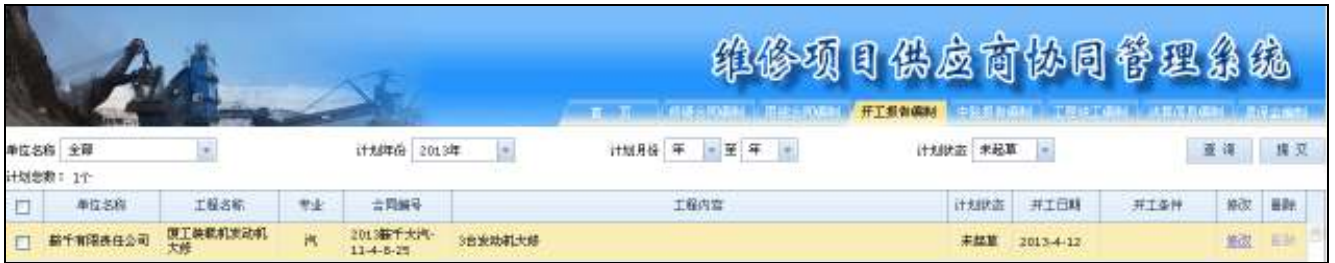 维修项目供应商协同管理系统
首 页 开工报告编制
单位名称 全部 计划年份 2013年 计划月份 年 至 年 计划状态 未起草 查 询 提 交
计划总数: 1个
单位名称 工程名称 专业 合同编号 工程内容 计划状态 开工日期 开工条件 修改 删除
鞍千有限责任公司 厦工装载机发动机大修 汽 2013鞍千大汽-11-4-8-25 3台发动机大修 未起草 2013-4-12 修改 删除